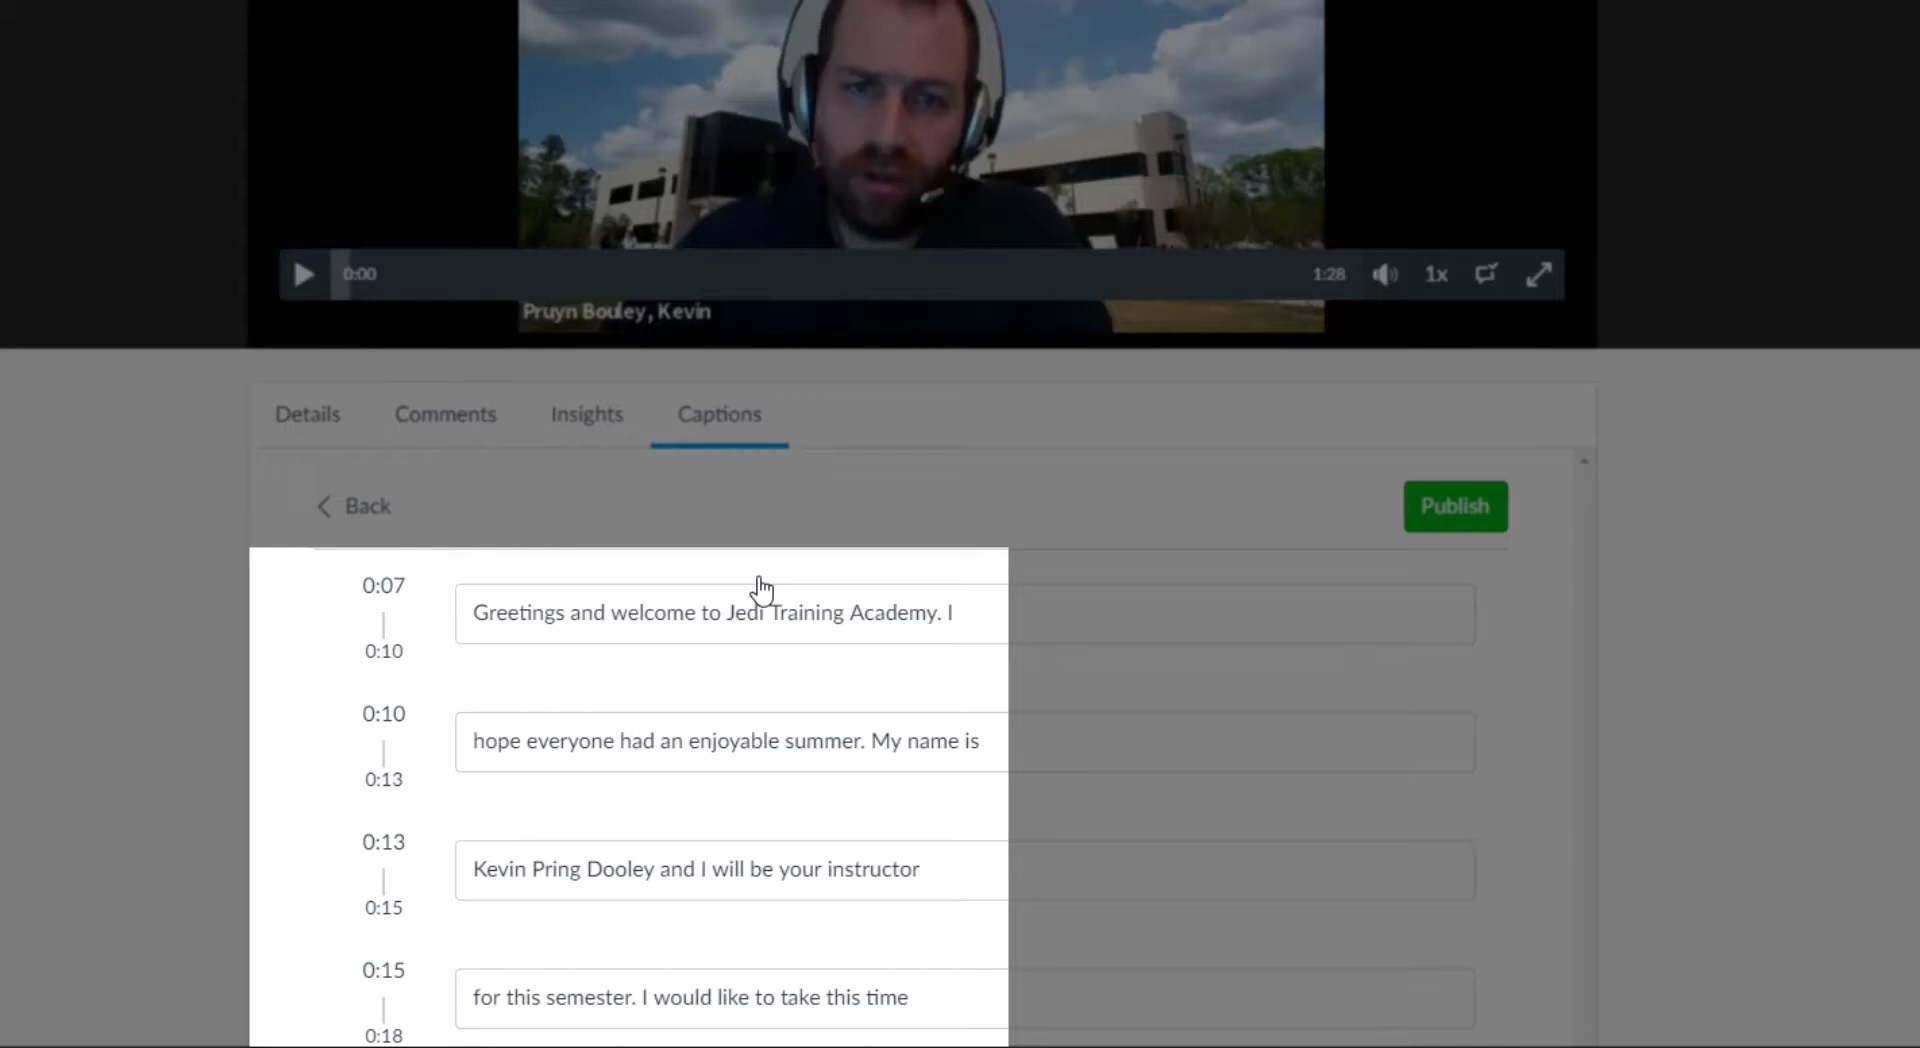 0:00
1:28
1x
Pruyn Bouley, Kevin
Details
Comments
Insights
Captions
Back
Publish
0:07
Greetings and welcome to Jedi Training Academy. I
0:10
0:10
hope everyone had an enjoyable summer. My name is
0:13
0:13
Kevin Pring Dooley and I will be your instructor
0:15
0:15
for this semester. I would like to take this time
0:18